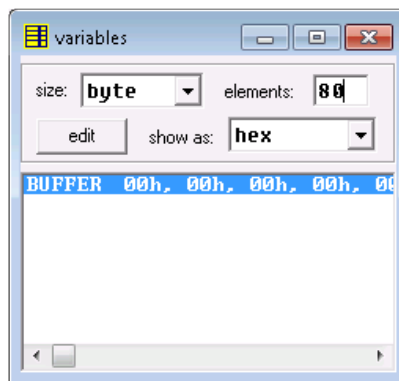 variables
size: byte elements: 80
edit show as: hex
BUFFER 00h, 00h, 00h, 00h, 00